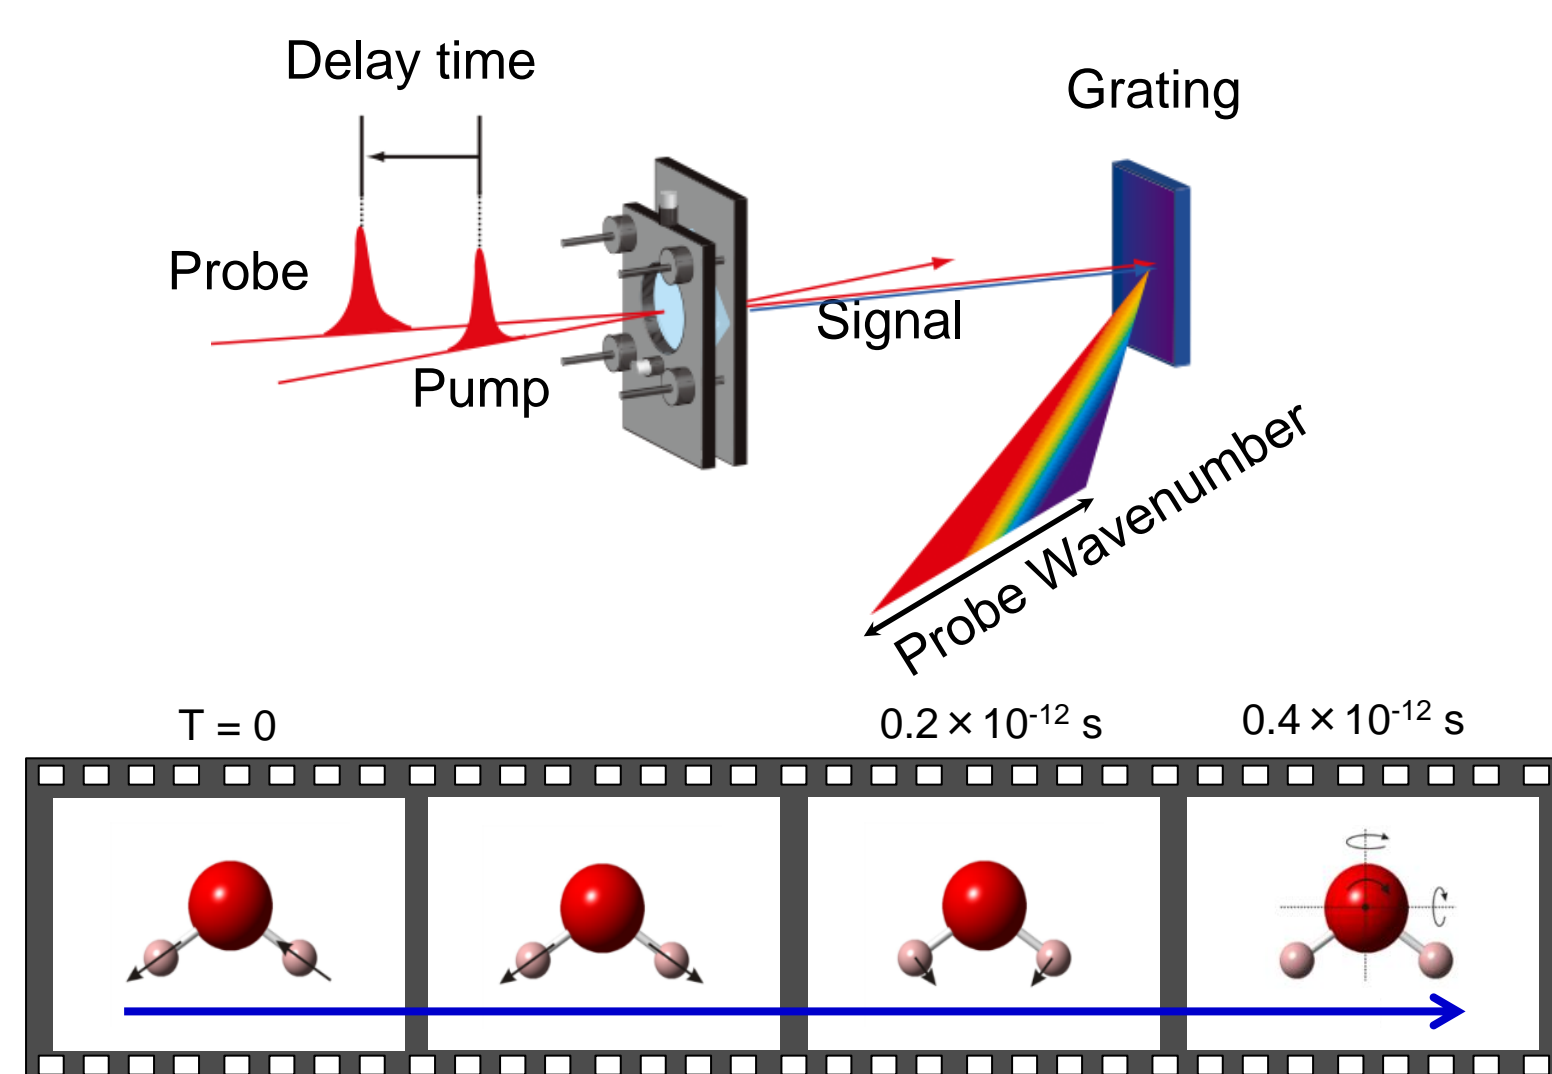 Delay time
Grating
Probe
Signal
Pump
Probe Wavenumber
T = 0
0.2×10⁻¹² s
0.4×10⁻¹² s